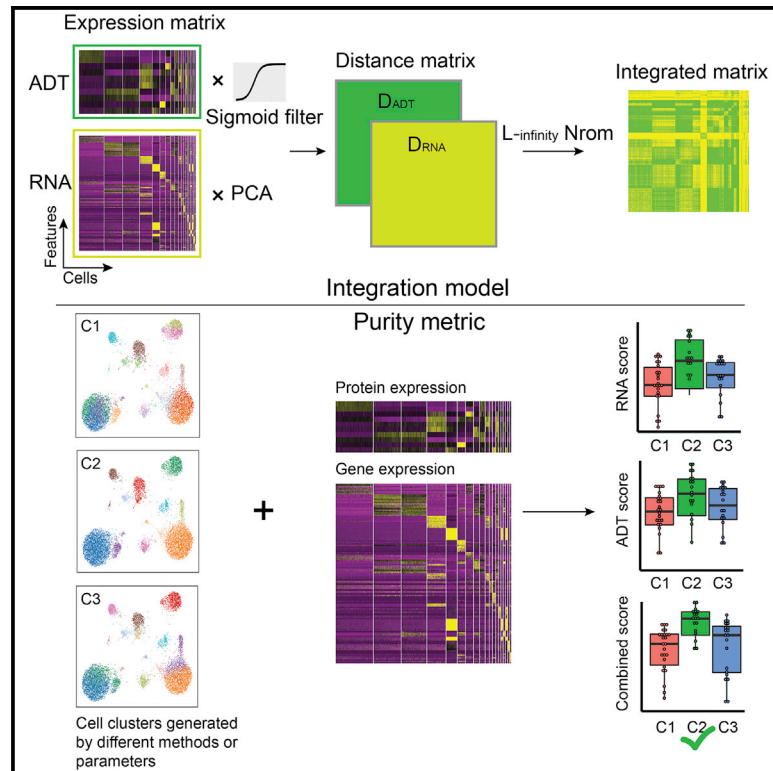 Expression matrix
ADT
×
Sigmoid filter
RNA
× PCA
Features
Cells
Distance matrix
DADT
DRNA
L-infinity Nrom
Integrated matrix
Integration model
Purity metric
C1
C2
C3
Cell clusters generated
by different methods or
parameters
+
Protein expression
Gene expression
RNA score
C1 C2 C3
ADT score
C1 C2 C3
Combined score
C1 C2 C3